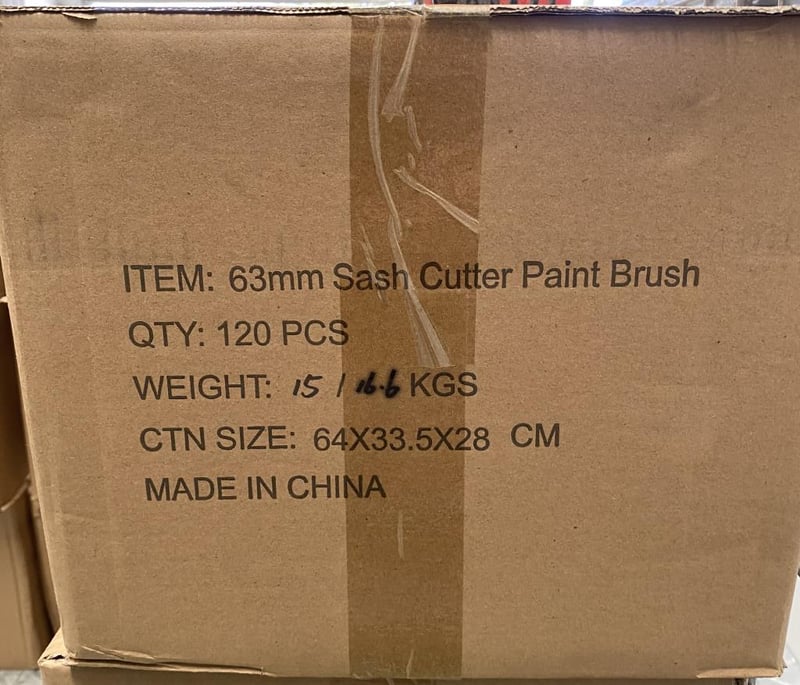 ITEM: 63mm Sash Cutter Paint Brush
QTY: 120 PCS
WEIGHT: 15 / 16.6 KGS
CTN SIZE: 64X33.5X28 CM
MADE IN CHINA